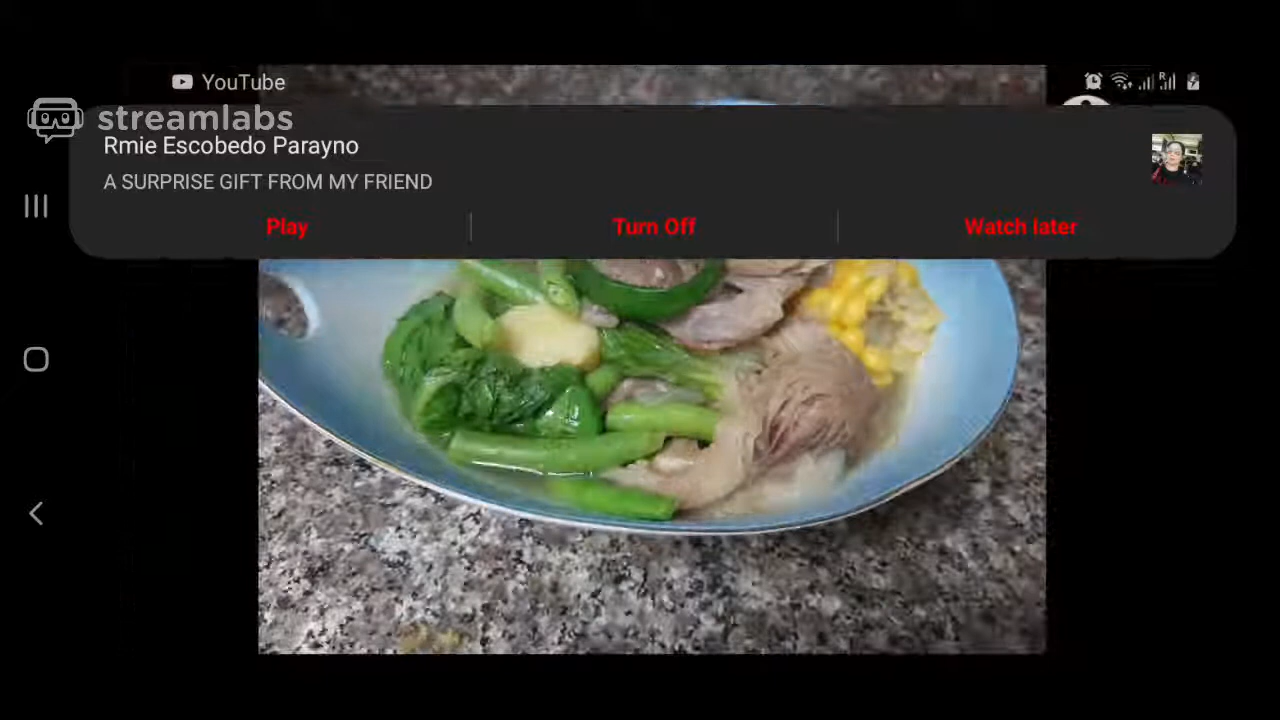 YouTube
streamlabs
Rmie Escobedo Parayno
A SURPRISE GIFT FROM MY FRIEND
Play
Turn Off
Watch later